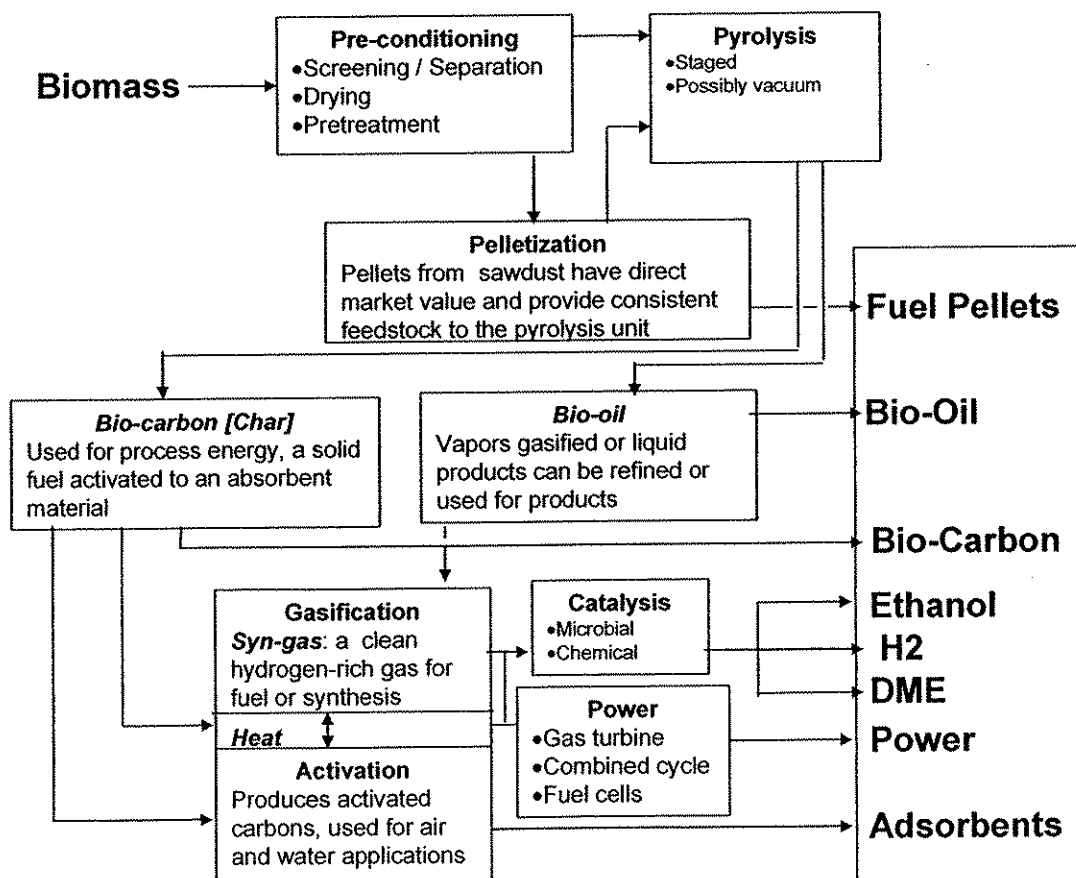 Biomass
Pre-conditioning
•Screening / Separation
•Drying
•Pretreatment
Pyrolysis
•Staged
•Possibly vacuum
Pelletization
Pellets from sawdust have direct
market value and provide consistent
feedstock to the pyrolysis unit
Fuel Pellets
Bio-carbon [Char]
Used for process energy, a solid
fuel activated to an absorbent
material
Bio-oil
Vapors gasified or liquid
products can be refined or
used for products
Bio-Oil
Bio-Carbon
Gasification
Syn-gas: a clean
hydrogen-rich gas for
fuel or synthesis
Heat
Activation
Produces activated
carbons, used for air
and water applications
Catalysis
•Microbial
•Chemical
Power
•Gas turbine
•Combined cycle
•Fuel cells
Ethanol
H2
DME
Power
Adsorbents